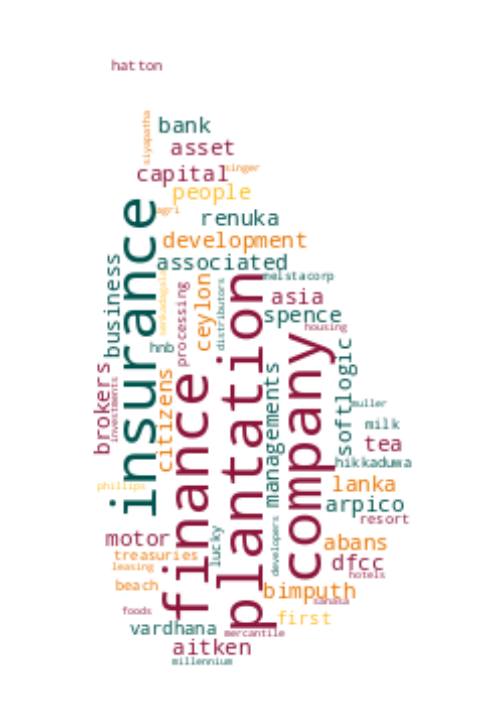 hatton
siyapatha
bank
asset
singer
capital
people
agri
renuka
insurance
development
associated
business
melstacorp
ceylon
distributors
processing
plantation
asia
spence
housing
hnb
company
softlogic
brokers
investments
citizens
finance
managements
muller
milk
tea
hikkaduwa
phillips
lanka
arpico
resort
motor
lucky
developers
treasuries
leasing
abans
dfcc
hotels
beach
bimputh
sanasa
foods
first
vardhana
mercantile
aitken
millennium